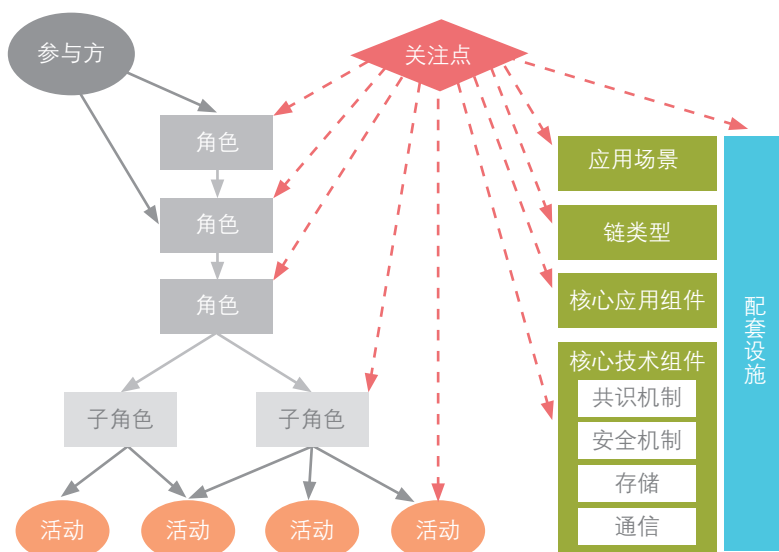 参与方
关注点
角色
角色
角色
子角色
子角色
活动
活动
活动
活动
应用场景
链类型
核心应用组件
核心技术组件
共识机制
安全机制
存储
通信
配套设施